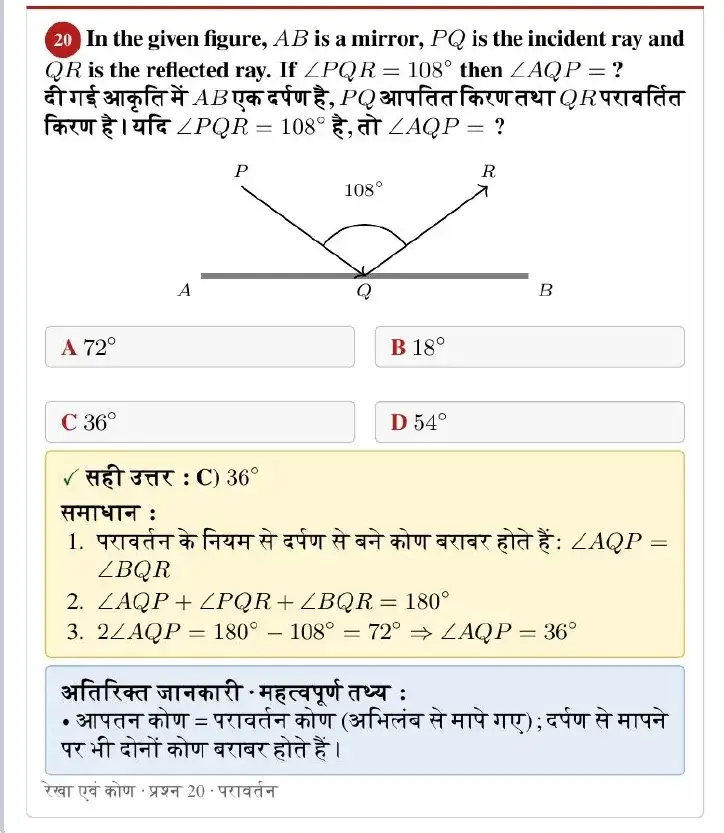 20 In the given figure, AB is a mirror, PQ is the incident ray and
QR is the reflected ray. If ∠PQR = 108° then ∠AQP = ?
दी गई आकृति में AB एक दर्पण है, PQ आपतित किरण तथा QR परावर्तित
किरण है। यदि ∠PQR = 108° है, तो ∠AQP = ?
P 108° R
A Q B
A 72° B 18°
C 36° D 54°
✓ सही उत्तर : C) 36°
समाधान :
1. परावर्तन के नियम से दर्पण से बने कोण बराबर होते हैं: ∠AQP =
∠BQR
2. ∠AQP + ∠PQR + ∠BQR = 180°
3. 2∠AQP = 180° − 108° = 72° ⇒ ∠AQP = 36°
अतिरिक्त जानकारी · महत्वपूर्ण तथ्य :
• आपतन कोण = परावर्तन कोण (अभिलंब से मापे गए); दर्पण से मापने
पर भी दोनों कोण बराबर होते हैं।
रेखा एवं कोण · प्रश्न 20 · परावर्तन